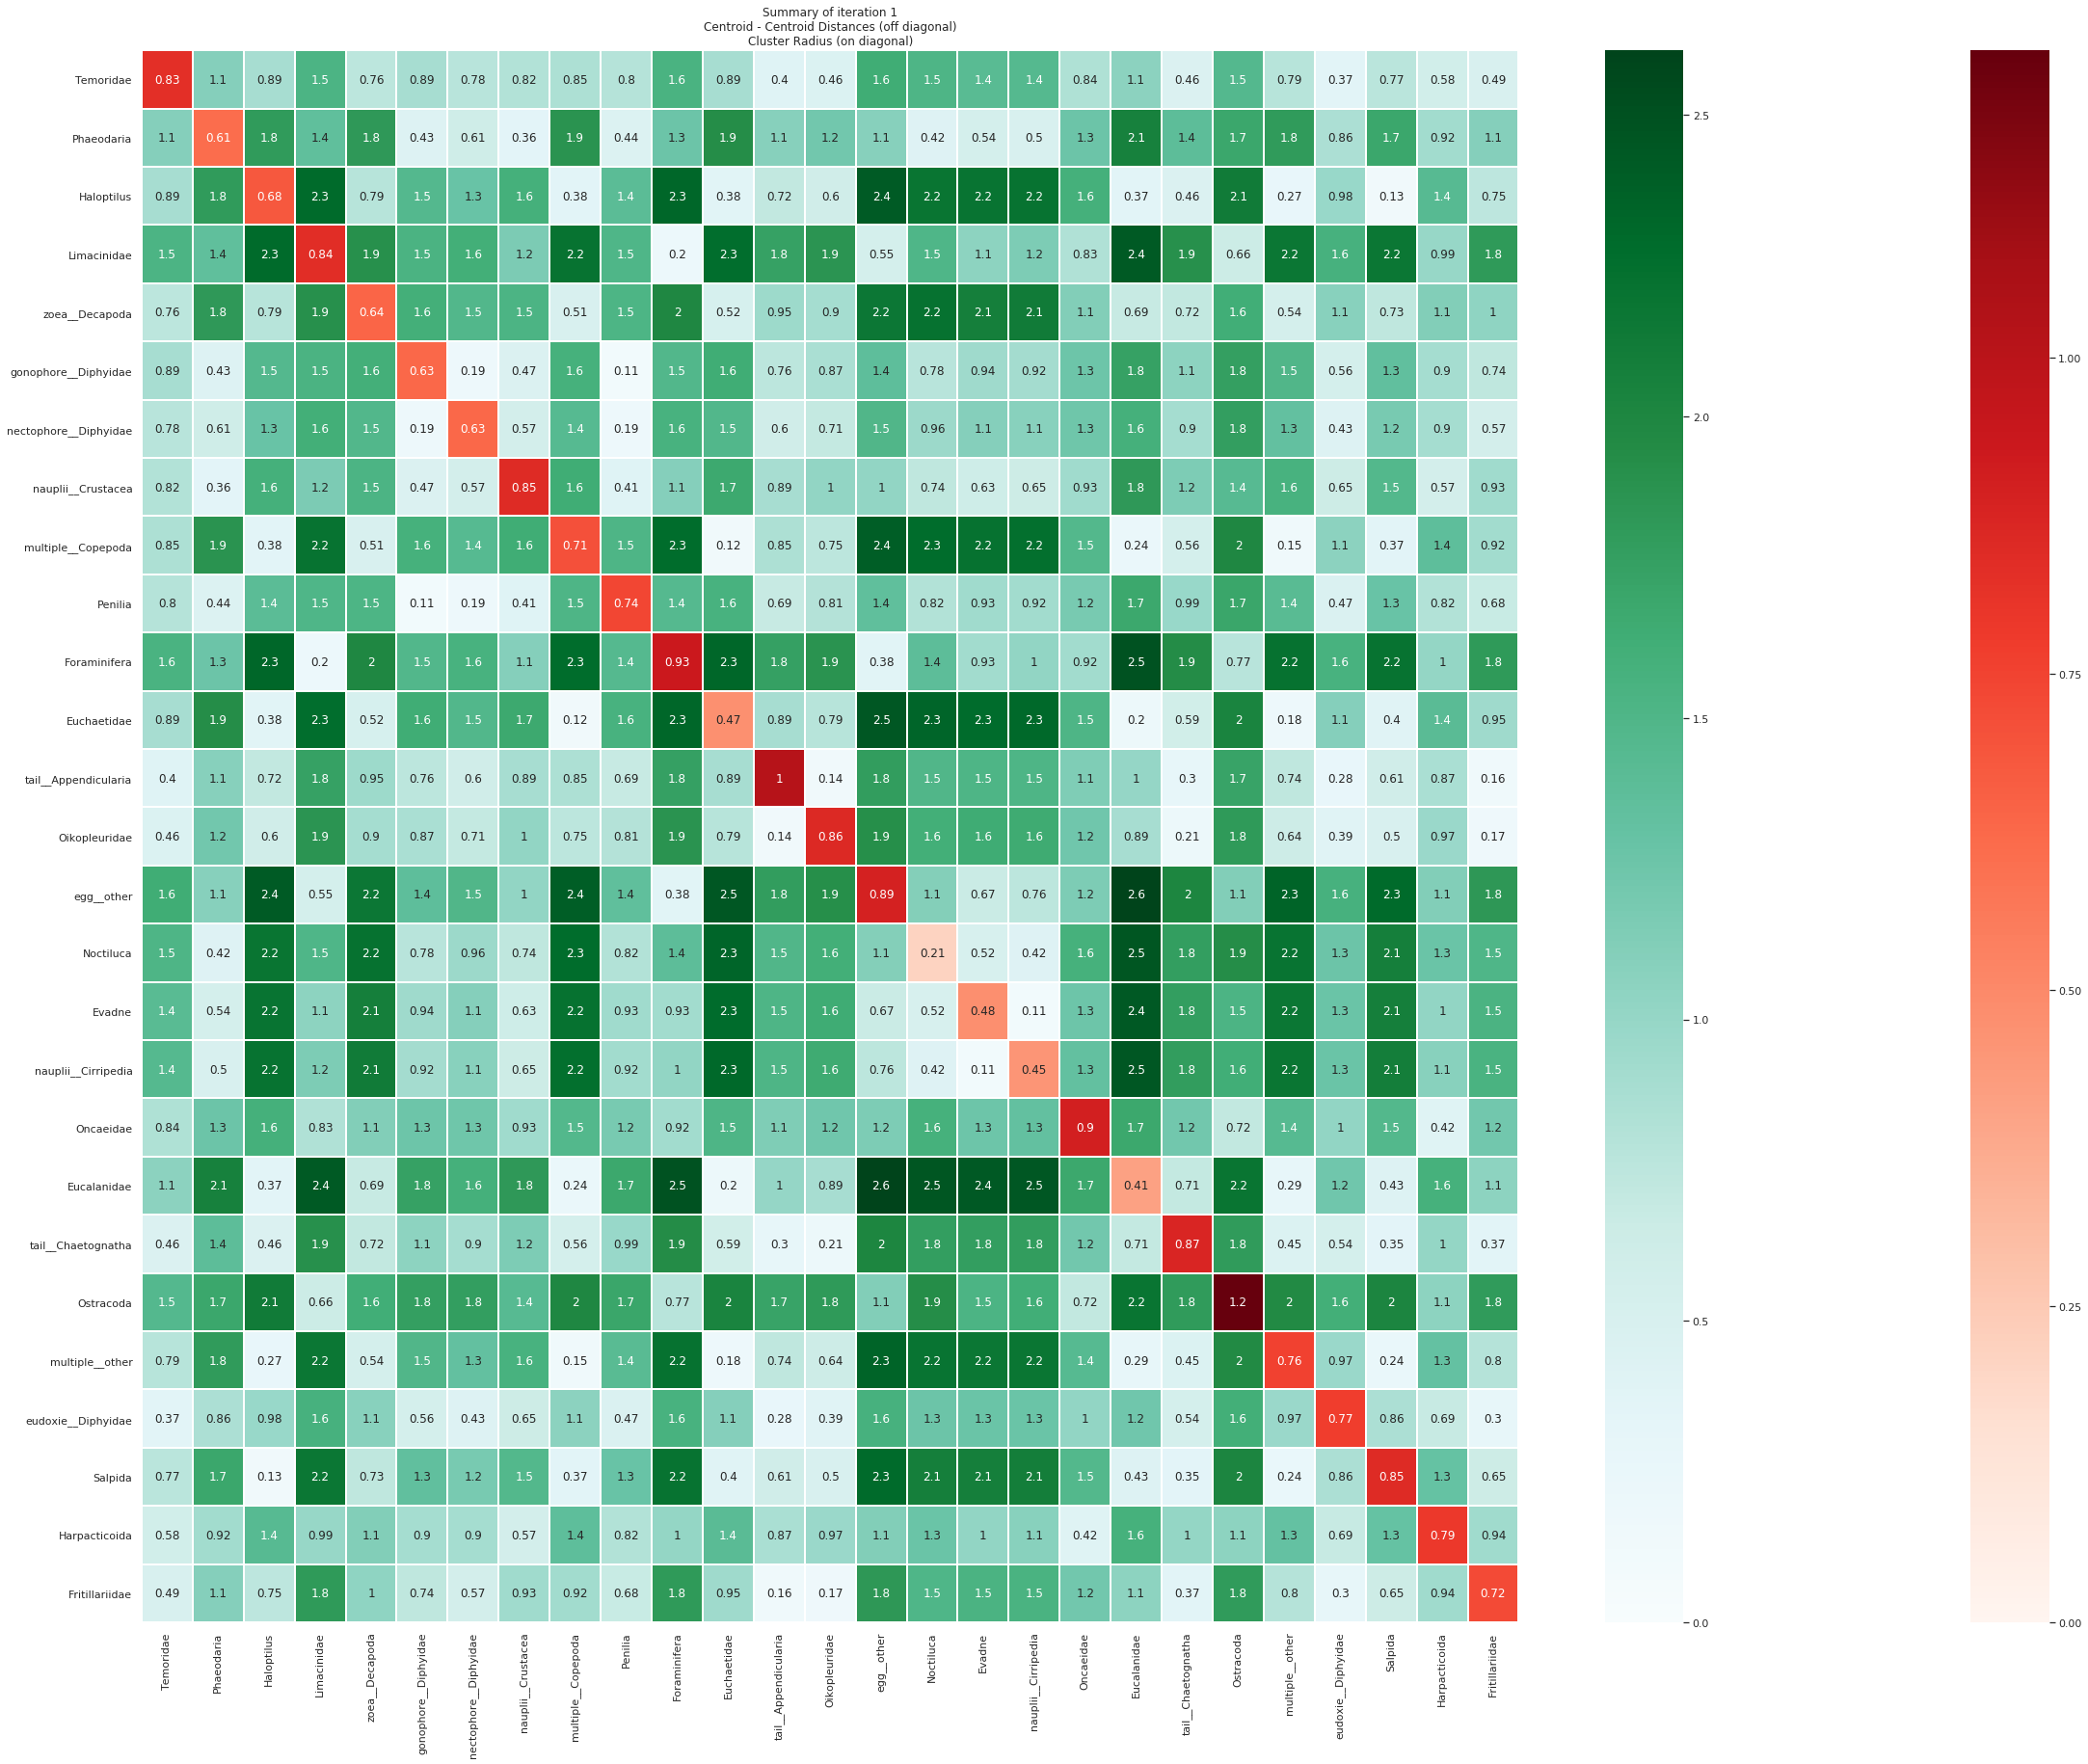 Summary of iteration 1
Centroid - Centroid Distances (off diagonal)
Cluster Radius (on diagonal)
Temoridae 0.83 1.1 0.89 1.5 0.76 0.89 0.78 0.82 0.85 0.8 1.6 0.89 0.4 0.46 1.6 1.5 1.4 1.4 0.84 1.1 0.46 1.5 0.79 0.37 0.77 0.58 0.49
Phaeodaria 1.1 0.61 1.8 1.4 1.8 0.43 0.61 0.36 1.9 0.44 1.3 1.9 1.1 1.2 1.1 0.42 0.54 0.5 1.3 2.1 1.4 1.7 1.8 0.86 1.7 0.92 1.1
Haloptilus 0.89 1.8 0.68 2.3 0.79 1.5 1.3 1.6 0.38 1.4 2.3 0.38 0.72 0.6 2.4 2.2 2.2 2.2 1.6 0.37 0.46 2.1 0.27 0.98 0.13 1.4 0.75
Limacinidae 1.5 1.4 2.3 0.84 1.9 1.5 1.6 1.2 2.2 1.5 0.2 2.3 1.8 1.9 0.55 1.5 1.1 1.2 0.83 2.4 1.9 0.66 2.2 1.6 2.2 0.99 1.8
zoea__Decapoda 0.76 1.8 0.79 1.9 0.64 1.6 1.5 1.5 0.51 1.5 2 0.52 0.95 0.9 2.2 2.2 2.1 2.1 1.1 0.69 0.72 1.6 0.54 1.1 0.73 1.1 1
gonophore__Diphyidae 0.89 0.43 1.5 1.5 1.6 0.63 0.19 0.47 1.6 0.11 1.5 1.6 0.76 0.87 1.4 0.78 0.94 0.92 1.3 1.8 1.1 1.8 1.5 0.56 1.3 0.9 0.74
nectophore__Diphyidae 0.78 0.61 1.3 1.6 1.5 0.19 0.63 0.57 1.4 0.19 1.6 1.5 0.6 0.71 1.5 0.96 1.1 1.1 1.3 1.6 0.9 1.8 1.3 0.43 1.2 0.9 0.57
nauplii__Crustacea 0.82 0.36 1.6 1.2 1.5 0.47 0.57 0.85 1.6 0.41 1.1 1.7 0.89 1 1 0.74 0.63 0.65 0.93 1.8 1.2 1.4 1.6 0.65 1.5 0.57 0.93
multiple__Copepoda 0.85 1.9 0.38 2.2 0.51 1.6 1.4 1.6 0.71 1.5 2.3 0.12 0.85 0.75 2.4 2.3 2.2 2.2 1.5 0.24 0.56 2 0.15 1.1 0.37 1.4 0.92
Penilia 0.8 0.44 1.4 1.5 1.5 0.11 0.19 0.41 1.5 0.74 1.4 1.6 0.69 0.81 1.4 0.82 0.93 0.92 1.2 1.7 0.99 1.7 1.4 0.47 1.3 0.82 0.68
Foraminifera 1.6 1.3 2.3 0.2 2 1.5 1.6 1.1 2.3 1.4 0.93 2.3 1.8 1.9 0.38 1.4 0.93 1 0.92 2.5 1.9 0.77 2.2 1.6 2.2 1 1.8
Euchaetidae 0.89 1.9 0.38 2.3 0.52 1.6 1.5 1.7 0.12 1.6 2.3 0.47 0.89 0.79 2.5 2.3 2.3 2.3 1.5 0.2 0.59 2 0.18 1.1 0.4 1.4 0.95
tail__Appendicularia 0.4 1.1 0.72 1.8 0.95 0.76 0.6 0.89 0.85 0.69 1.8 0.89 1 0.14 1.8 1.5 1.5 1.5 1.1 1 0.3 1.7 0.74 0.28 0.61 0.87 0.16
Oikopleuridae 0.46 1.2 0.6 1.9 0.9 0.87 0.71 1 0.75 0.81 1.9 0.79 0.14 0.86 1.9 1.6 1.6 1.6 1.2 0.89 0.21 1.8 0.64 0.39 0.5 0.97 0.17
egg__other 1.6 1.1 2.4 0.55 2.2 1.4 1.5 1 2.4 1.4 0.38 2.5 1.8 1.9 0.89 1.1 0.67 0.76 1.2 2.6 2 1.1 2.3 1.6 2.3 1.1 1.8
Noctiluca 1.5 0.42 2.2 1.5 2.2 0.78 0.96 0.74 2.3 0.82 1.4 2.3 1.5 1.6 1.1 0.21 0.52 0.42 1.6 2.5 1.8 1.9 2.2 1.3 2.1 1.3 1.5
Evadne 1.4 0.54 2.2 1.1 2.1 0.94 1.1 0.63 2.2 0.93 0.93 2.3 1.5 1.6 0.67 0.52 0.48 0.11 1.3 2.4 1.8 1.5 2.2 1.3 2.1 1 1.5
nauplii__Cirripedia 1.4 0.5 2.2 1.2 2.1 0.92 1.1 0.65 2.2 0.92 1 2.3 1.5 1.6 0.76 0.42 0.11 0.45 1.3 2.5 1.8 1.6 2.2 1.3 2.1 1.1 1.5
Oncaeidae 0.84 1.3 1.6 0.83 1.1 1.3 1.3 0.93 1.5 1.2 0.92 1.5 1.1 1.2 1.2 1.6 1.3 1.3 0.9 1.7 1.2 0.72 1.4 1 1.5 0.42 1.2
Eucalanidae 1.1 2.1 0.37 2.4 0.69 1.8 1.6 1.8 0.24 1.7 2.5 0.2 1 0.89 2.6 2.5 2.4 2.5 1.7 0.41 0.71 2.2 0.29 1.2 0.43 1.6 1.1
tail__Chaetognatha 0.46 1.4 0.46 1.9 0.72 1.1 0.9 1.2 0.56 0.99 1.9 0.59 0.3 0.21 2 1.8 1.8 1.8 1.2 0.71 0.87 1.8 0.45 0.54 0.35 1 0.37
Ostracoda 1.5 1.7 2.1 0.66 1.6 1.8 1.8 1.4 2 1.7 0.77 2 1.7 1.8 1.1 1.9 1.5 1.6 0.72 2.2 1.8 1.2 2 1.6 2 1.1 1.8
multiple__other 0.79 1.8 0.27 2.2 0.54 1.5 1.3 1.6 0.15 1.4 2.2 0.18 0.74 0.64 2.3 2.2 2.2 2.2 1.4 0.29 0.45 2 0.76 0.97 0.24 1.3 0.8
eudoxie__Diphyidae 0.37 0.86 0.98 1.6 1.1 0.56 0.43 0.65 1.1 0.47 1.6 1.1 0.28 0.39 1.6 1.3 1.3 1.3 1 1.2 0.54 1.6 0.97 0.77 0.86 0.69 0.3
Salpida 0.77 1.7 0.13 2.2 0.73 1.3 1.2 1.5 0.37 1.3 2.2 0.4 0.61 0.5 2.3 2.1 2.1 2.1 1.5 0.43 0.35 2 0.24 0.86 0.85 1.3 0.65
Harpacticoida 0.58 0.92 1.4 0.99 1.1 0.9 0.9 0.57 1.4 0.82 1 1.4 0.87 0.97 1.1 1.3 1 1.1 0.42 1.6 1 1.1 1.3 0.69 1.3 0.79 0.94
Fritillariidae 0.49 1.1 0.75 1.8 1 0.74 0.57 0.93 0.92 0.68 1.8 0.95 0.16 0.17 1.8 1.5 1.5 1.5 1.2 1.1 0.37 1.8 0.8 0.3 0.65 0.94 0.72
Temoridae
Phaeodaria
Haloptilus
Limacinidae
zoea__Decapoda
gonophore__Diphyidae
nectophore__Diphyidae
nauplii__Crustacea
multiple__Copepoda
Penilia
Foraminifera
Euchaetidae
tail__Appendicularia
Oikopleuridae
egg__other
Noctiluca
Evadne
nauplii__Cirripedia
Oncaeidae
Eucalanidae
tail__Chaetognatha
Ostracoda
multiple__other
eudoxie__Diphyidae
Salpida
Harpacticoida
Fritillariidae
2.5
2.0
1.5
1.0
0.5
0.0
1.00
0.75
0.50
0.25
0.00